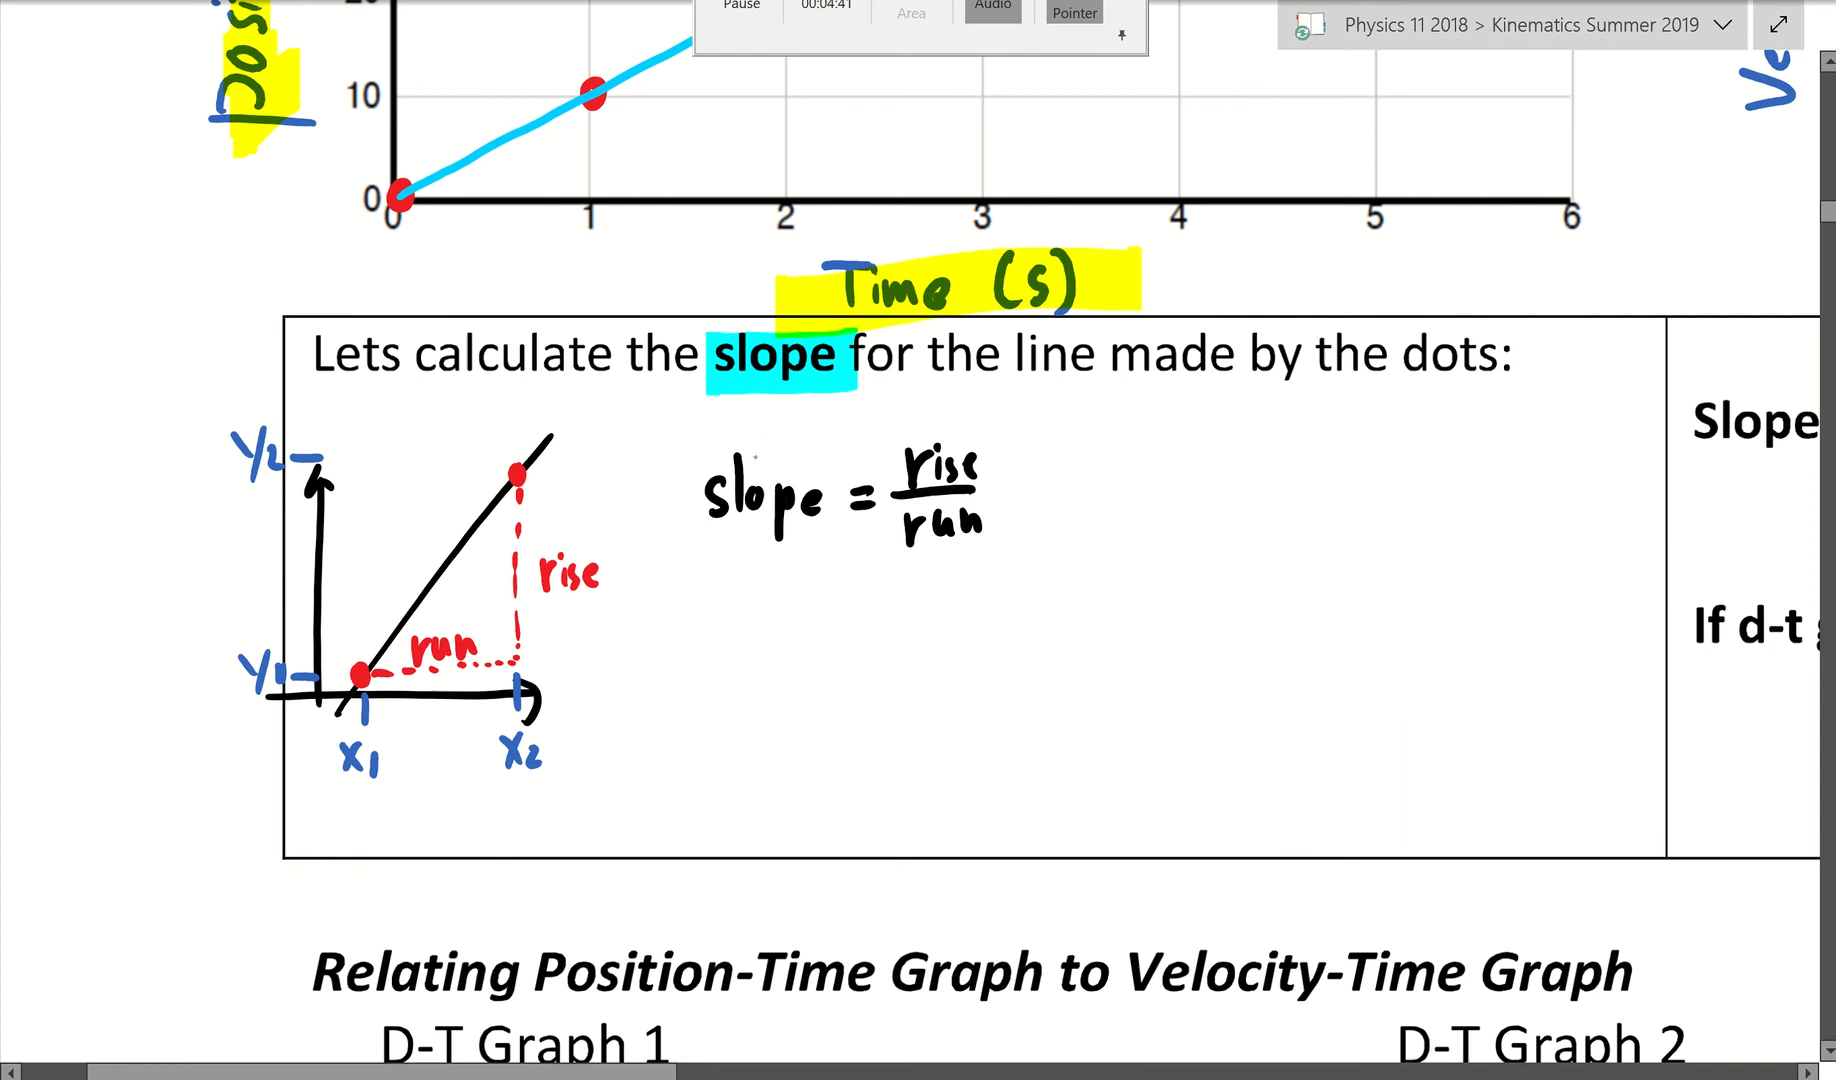 Pause
00:04:41
Area
Audio
Pointer
Physics 11 2018 > Kinematics Summer 2019
10
0
0 1 2 3 4 5 6
Time (s)
Lets calculate the slope for the line made by the dots:
Slope
y2
slope = rise
run
rise
run
y1
x1
x2
If d-t
Relating Position-Time Graph to Velocity-Time Graph
D-T Graph 1
D-T Graph 2